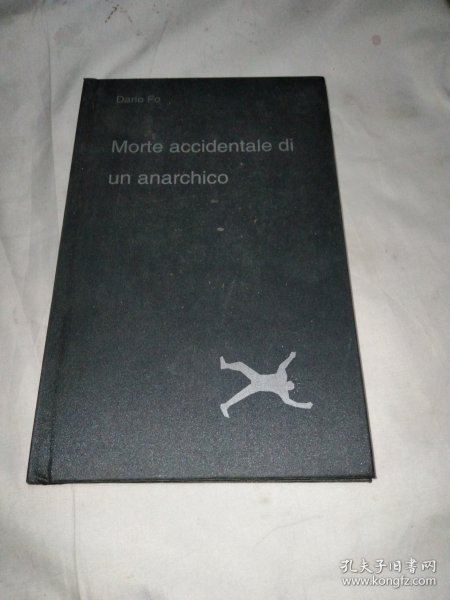 Dario Fo
Morte accidentale di
un anarchico
孔夫子旧书网
www.kongfz.com